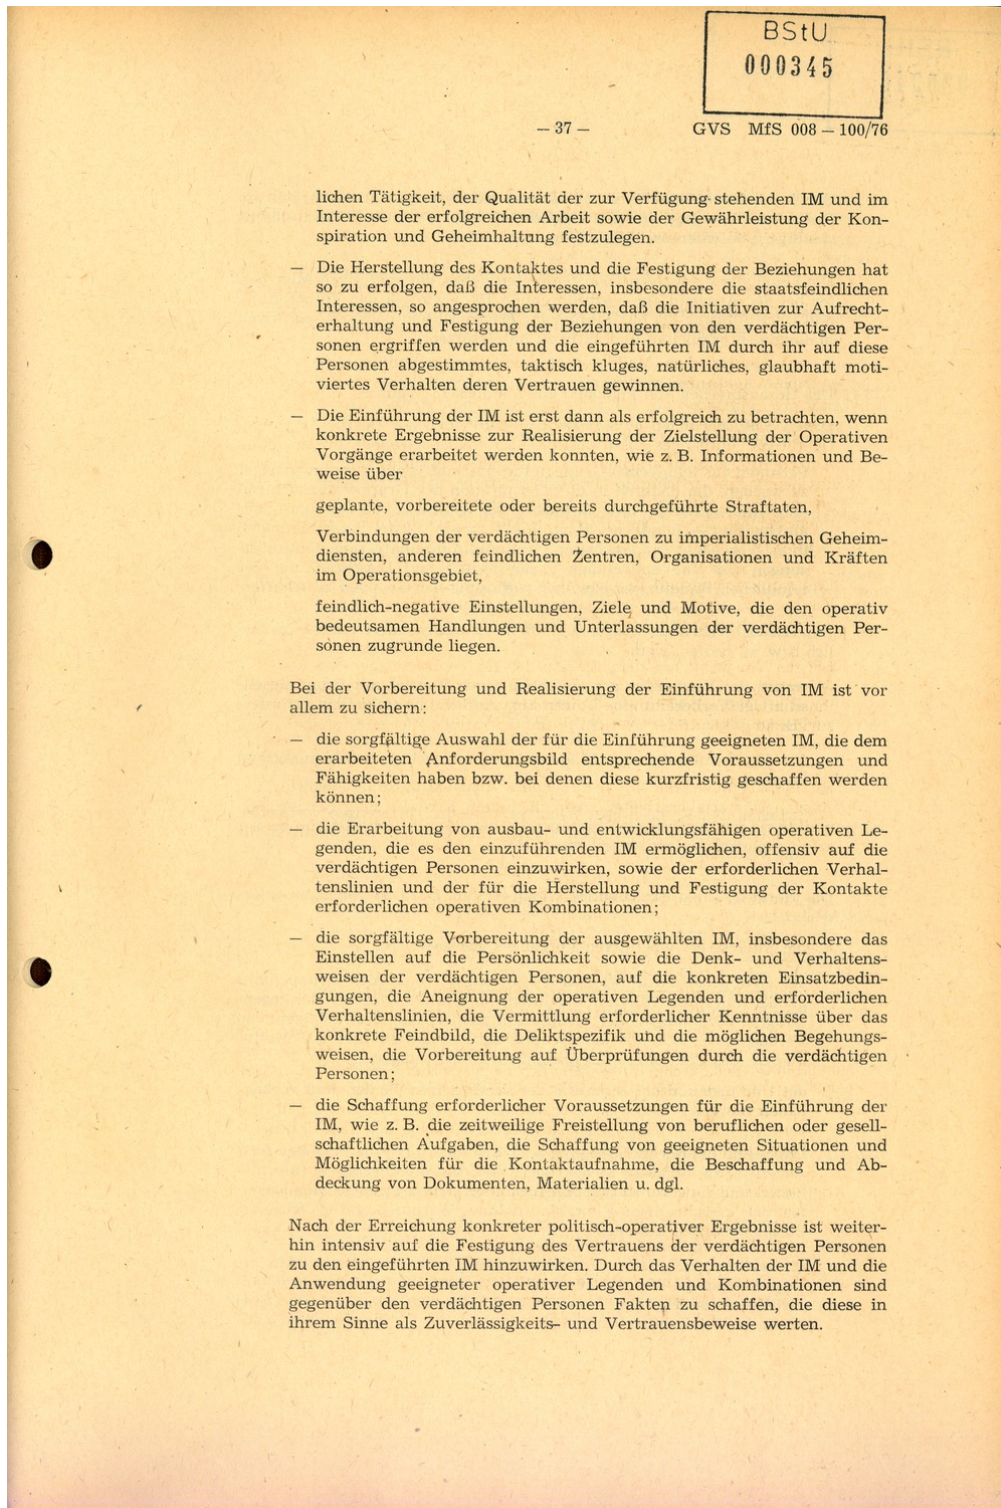 BStU
000345
— 37 —
GVS MfS 008 — 100/76
lichen Tätigkeit, der Qualität der zur Verfügung stehenden IM und im
Interesse der erfolgreichen Arbeit sowie der Gewährleistung der Kon-
spiration und Geheimhaltung festzulegen.
— Die Herstellung des Kontaktes und die Festigung der Beziehungen hat
so zu erfolgen, daß die Interessen, insbesondere die staatsfeindlichen
Interessen, so angesprochen werden, daß die Initiativen zur Aufrecht-
erhaltung und Festigung der Beziehungen von den verdächtigen Per-
sonen ergriffen werden und die eingeführten IM durch ihr auf diese
Personen abgestimmtes, taktisch kluges, natürliches, glaubhaft moti-
viertes Verhalten deren Vertrauen gewinnen.
— Die Einführung der IM ist erst dann als erfolgreich zu betrachten, wenn
konkrete Ergebnisse zur Realisierung der Zielstellung der Operativen
Vorgänge erarbeitet werden konnten, wie z. B. Informationen und Be-
weise über
geplante, vorbereitete oder bereits durchgeführte Straftaten,
Verbindungen der verdächtigen Personen zu imperialistischen Geheim-
diensten, anderen feindlichen Zentren, Organisationen und Kräften
im Operationsgebiet,
feindlich-negative Einstellungen, Ziele und Motive, die den operativ
bedeutsamen Handlungen und Unterlassungen der verdächtigen Per-
sonen zugrunde liegen.
Bei der Vorbereitung und Realisierung der Einführung von IM ist vor
allem zu sichern:
— die sorgfältige Auswahl der für die Einführung geeigneten IM, die dem
erarbeiteten Anforderungsbild entsprechende Voraussetzungen und
Fähigkeiten haben bzw. bei denen diese kurzfristig geschaffen werden
können;
— die Erarbeitung von ausbau- und entwicklungsfähigen operativen Le-
genden, die es den einzuführenden IM ermöglichen, offensiv auf die
verdächtigen Personen einzuwirken, sowie der erforderlichen Verhal-
tenslinien und der für die Herstellung und Festigung der Kontakte
erforderlichen operativen Kombinationen;
— die sorgfältige Vorbereitung der ausgewählten IM, insbesondere das
Einstellen auf die Persönlichkeit sowie die Denk- und Verhaltens-
weisen der verdächtigen Personen, auf die konkreten Einsatzbedin-
gungen, die Aneignung der operativen Legenden und erforderlichen
Verhaltenslinien, die Vermittlung erforderlicher Kenntnisse über das
konkrete Feindbild, die Deliktspezifik und die möglichen Begehungs-
weisen, die Vorbereitung auf Überprüfungen durch die verdächtigen
Personen;
— die Schaffung erforderlicher Voraussetzungen für die Einführung der
IM, wie z. B. die zeitweilige Freistellung von beruflichen oder gesell-
schaftlichen Aufgaben, die Schaffung von geeigneten Situationen und
Möglichkeiten für die Kontaktaufnahme, die Beschaffung und Ab-
deckung von Dokumenten, Materialien u. dgl.
Nach der Erreichung konkreter politisch-operativer Ergebnisse ist weiter-
hin intensiv auf die Festigung des Vertrauens der verdächtigen Personen
zu den eingeführten IM hinzuwirken. Durch das Verhalten der IM und die
Anwendung geeigneter operativer Legenden und Kombinationen sind
gegenüber den verdächtigen Personen Fakten zu schaffen, die diese in
ihrem Sinne als Zuverlässigkeits- und Vertrauensbeweise werten.